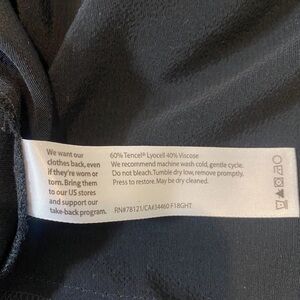 We want our
clothes back, even
if they're worn or
torn. Bring them
to our US stores
and support our
take-back program.
60% Tencel® Lyocell 40% Viscose
We recommend machine wash cold, gentle cycle.
Do not bleach. Tumble dry low, remove promptly.
Press to restore. May be dry cleaned.
RN#78121/CA#34460 F18GHT